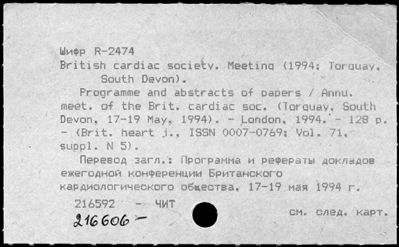 Шифр R-2474
British cardiac society. Meeting (1994; Torquay,
South Devon).
Programme and abstracts of papers / Annu.
meet. of the Brit. cardiac soc. (Torquay, South
Devon, 17-19 May, 1994). - London, 1994. - 128 p.
- (Brit. heart j., ISSN 0007-0769; Vol. 71,
suppl. N 5).
Перевод загл.: Программа и рефераты докладов
ежегодной конференции Британского
кардиологического общества, 17-19 мая 1994 г.
216592 - ЧИТ
216606 -
см. след. карт.